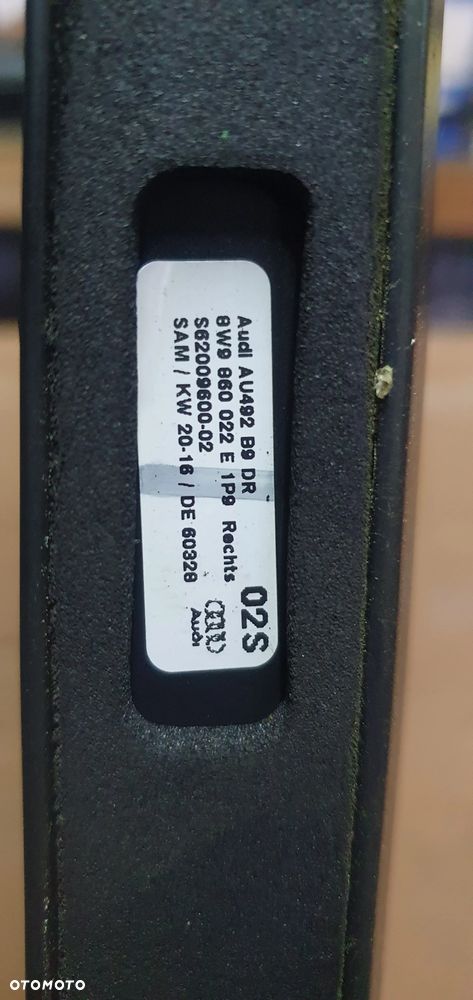 Audi AU492 B9 DR
8W9 860 022 E 1P9 Rechts
S62009600-02
SAM / KW 20-16 / DE 60328
02S
Audi
OTOMOTO